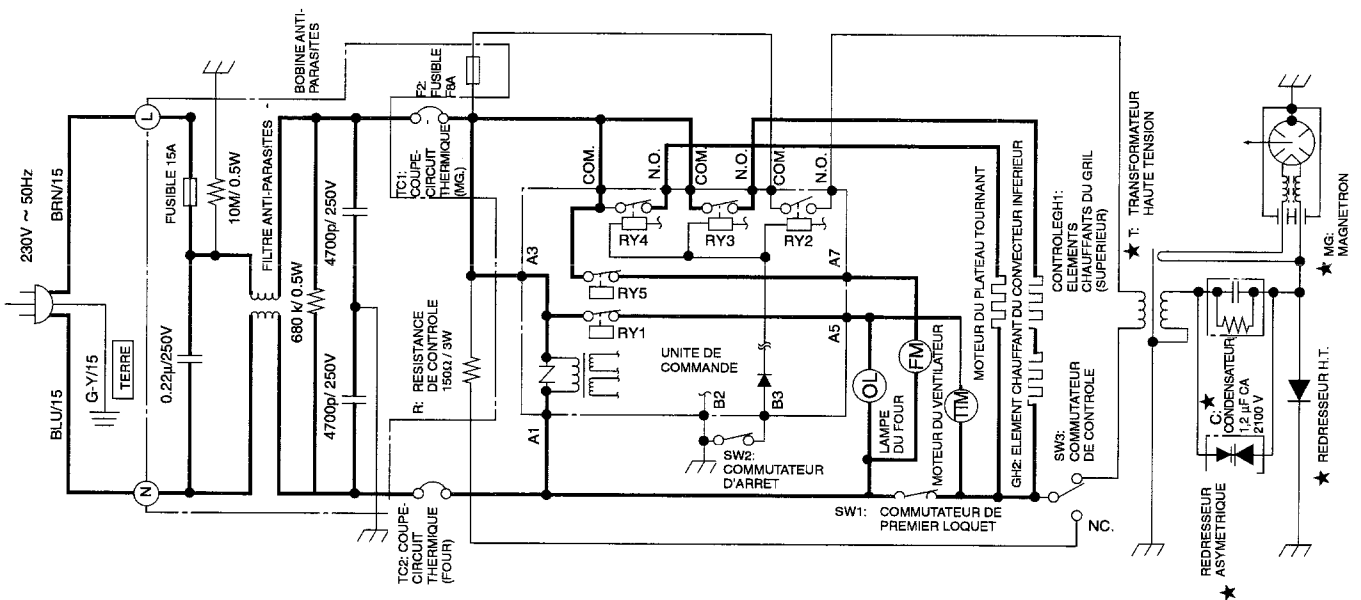 230V ~ 50Hz
BRN/15
BLU/15
G-Y/15
TERRE
L
N
FUSIBLE 15A
10M/ 0.5W
0.22µ/250V
FILTRE ANTI-PARASITES
BOBINE ANTI-
PARASITES
680 k/ 0.5W
4700p/ 250V
4700p/ 250V
F2:
FUSIBLE
F8A
TC1:
COUPE-
CIRCUIT
THERMIQUE
(MG.)
TC2: COUPE-
CIRCUIT
THERMIQUE
(FOUR)
R: RESISTANCE
DE CONTROLE
150Ω / 3W
A3
A1
COM.
N.O.
COM.
N.O.
COM.
N.O.
RY4
RY3
RY2
RY5
RY1
A7
A5
UNITE DE
COMMANDE
B2
B3
SW2:
COMMUTATEUR
D'ARRET
OL
LAMPE
DU FOUR
FM
MOTEUR DU VENTILATEUR
TTM
MOTEUR DU PLATEAU TOURNANT
SW1: COMMUTATEUR DE
PREMIER LOQUET
GH2: ELEMENT CHAUFFANT DU CONVECTEUR INFERIEUR
CONTROLEGH1:
ELEMENTS
CHAUFFANTS DU GRIL
(SUPERIEUR)
SW3:
COMMUTATEUR
DE CONTROLE
NC.
★ T: TRANSFORMATEUR
HAUTE TENSION
★ C:
CONDENSATEUR
1,2 µF CA
2100 V
REDRESSEUR
ASYMETRIQUE
★
★ REDRESSEUR H.T.
★ MG:
MAGNETRON